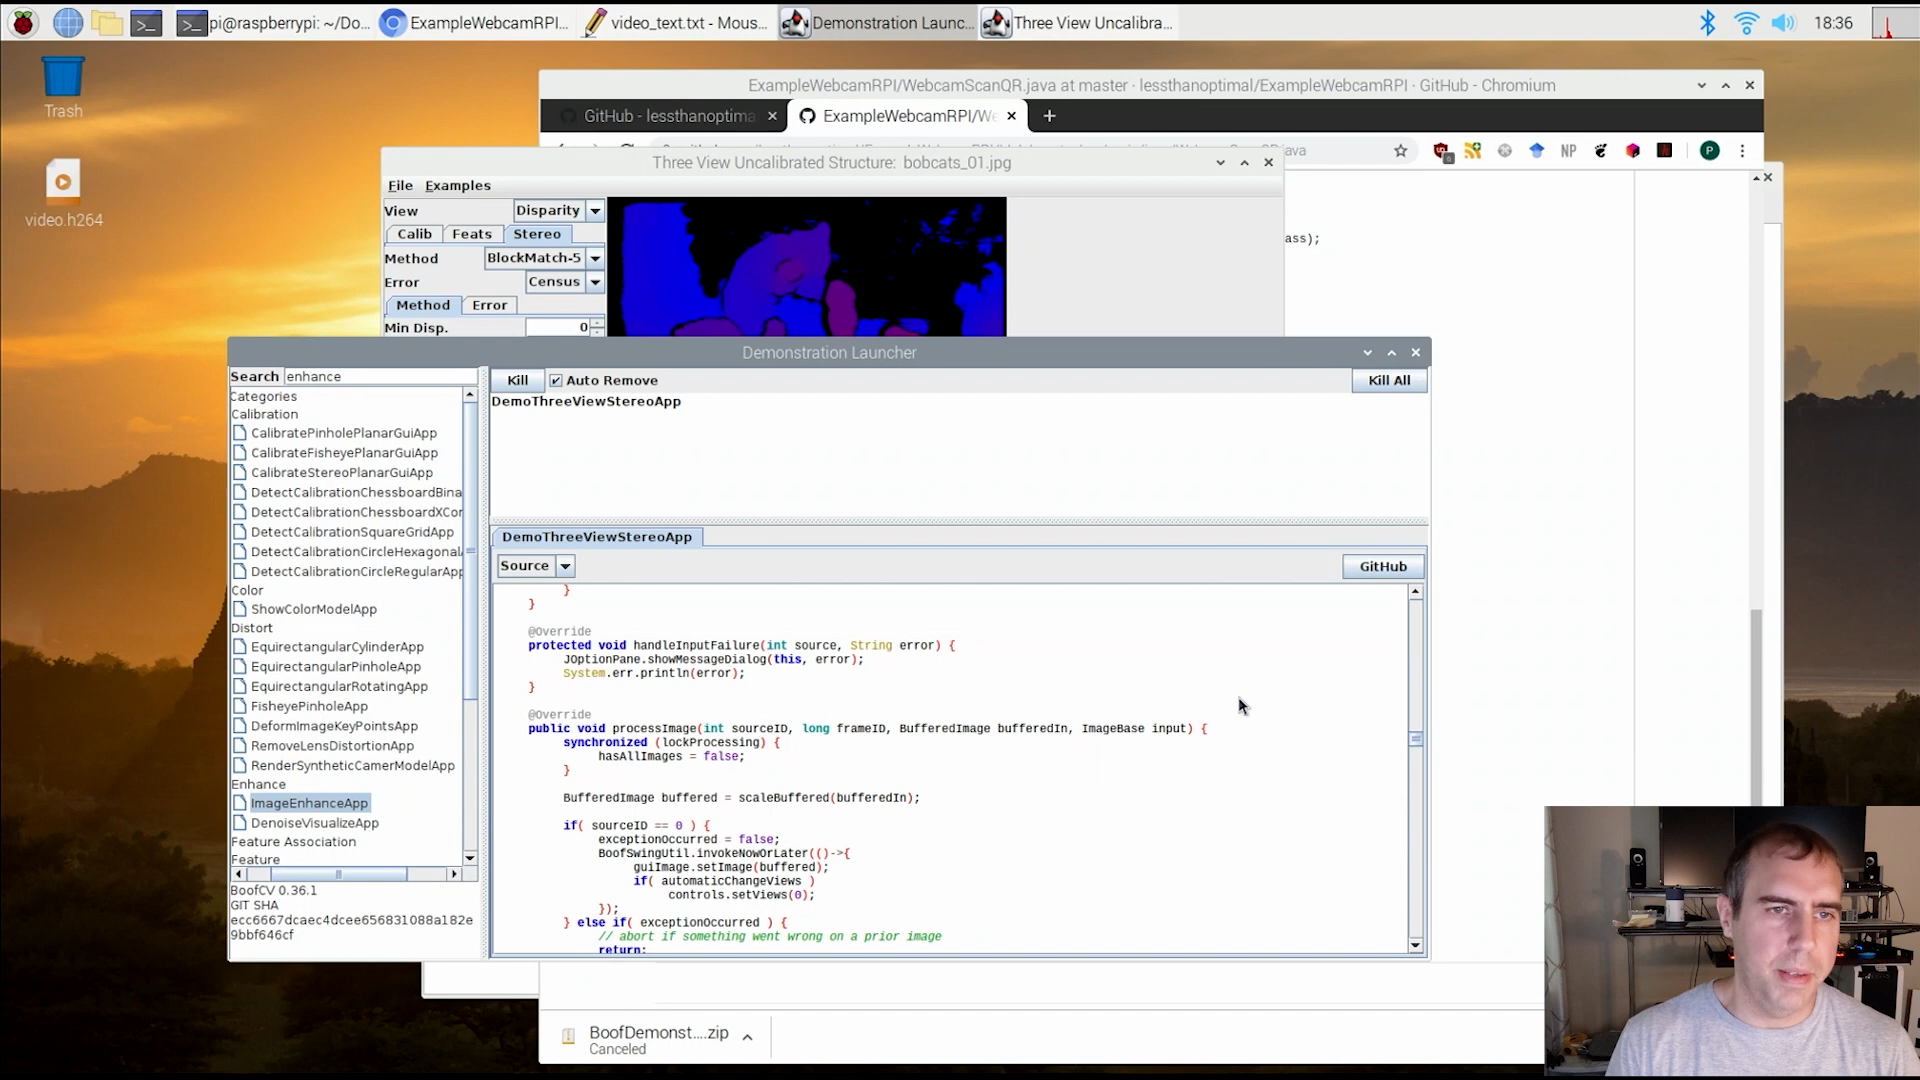 pi@raspberrypi: ~/Do...
ExampleWebcamRPI...
video_text.txt - Mous...
Demonstration Launc...
Three View Uncalibra...
18:36
Trash
video.h264
ExampleWebcamRPI/WebcamScanQR.java at master · lessthanoptimal/ExampleWebcamRPI · GitHub - Chromium
GitHub - lessthanoptima
ExampleWebcamRPI/We
NP
P
Three View Uncalibrated Structure: bobcats_01.jpg
File Examples
View Disparity
Calib Feats Stereo
Method BlockMatch-5
Error Census
Method Error
Min Disp. 0
ass);
Demonstration Launcher
Search enhance
Categories
Calibration
CalibratePinholePlanarGuiApp
CalibrateFisheyePlanarGuiApp
CalibrateStereoPlanarGuiApp
DetectCalibrationChessboardBina
DetectCalibrationChessboardXCor
DetectCalibrationSquareGridApp
DetectCalibrationCircleHexagonal
DetectCalibrationCircleRegularApp
Color
ShowColorModelApp
Distort
EquirectangularCylinderApp
EquirectangularPinholeApp
EquirectangularRotatingApp
FisheyePinholeApp
DeformImageKeyPointsApp
RemoveLensDistortionApp
RenderSyntheticCamerModelApp
Enhance
ImageEnhanceApp
DenoiseVisualizeApp
Feature Association
Feature
BoofCV 0.36.1
GIT SHA
ecc6667dcaec4dcee656831088a182e
9bbf646cf
Kill Auto Remove Kill All
DemoThreeViewStereoApp
DemoThreeViewStereoApp
Source GitHub
}
}
@Override
protected void handleInputFailure(int source, String error) {
JOptionPane.showMessageDialog(this, error);
System.err.println(error);
}
@Override
public void processImage(int sourceID, long frameID, BufferedImage bufferedIn, ImageBase input) {
synchronized (lockProcessing) {
hasAllImages = false;
}
BufferedImage buffered = scaleBuffered(bufferedIn);
if( sourceID == 0 ) {
exceptionOccurred = false;
BoofSwingUtil.invokeNowOrLater(()->{
guiImage.setImage(buffered);
if( automaticChangeViews )
controls.setViews(0);
});
} else if( exceptionOccurred ) {
// abort if something went wrong on a prior image
return;
BoofDemonst....zip
Canceled